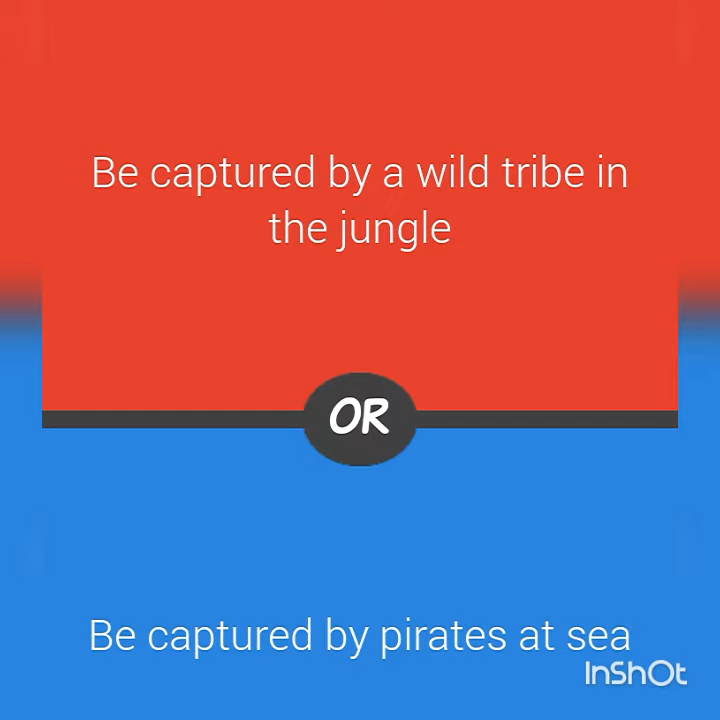 Be captured by a wild tribe in
the jungle
OR
Be captured by pirates at sea
InShOt